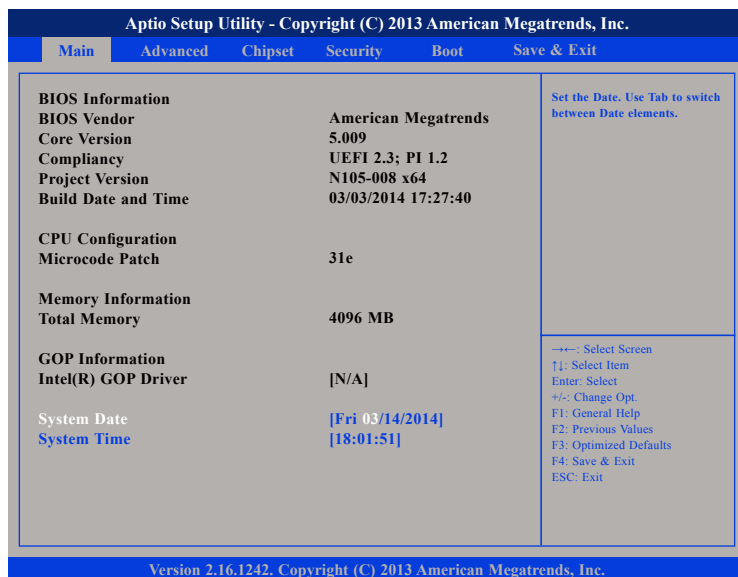 Aptio Setup Utility - Copyright (C) 2013 American Megatrends, Inc.
Main Advanced Chipset Security Boot Save & Exit
BIOS Information
BIOS Vendor American Megatrends
Core Version 5.009
Compliancy UEFI 2.3; PI 1.2
Project Version N105-008 x64
Build Date and Time 03/03/2014 17:27:40
CPU Configuration
Microcode Patch 31e
Memory Information
Total Memory 4096 MB
GOP Information
Intel(R) GOP Driver [N/A]
System Date [Fri 03/14/2014]
System Time [18:01:51]
Set the Date. Use Tab to switch
between Date elements.
→←: Select Screen
↑↓: Select Item
Enter: Select
+/-: Change Opt.
F1: General Help
F2: Previous Values
F3: Optimized Defaults
F4: Save & Exit
ESC: Exit
Version 2.16.1242. Copyright (C) 2013 American Megatrends, Inc.